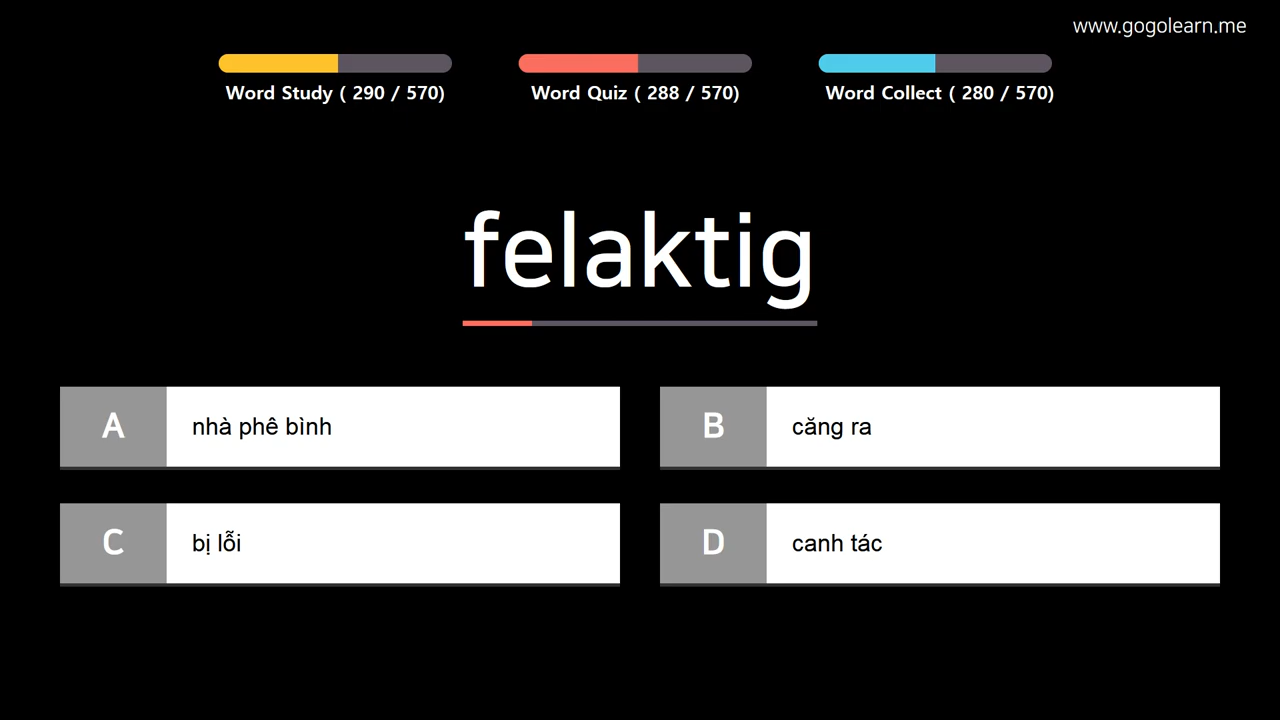 www.gogolearn.me
Word Study ( 290 / 570)
Word Quiz ( 288 / 570)
Word Collect ( 280 / 570)
felaktig
A
nhà phê bình
B
căng ra
C
bị lỗi
D
canh tác